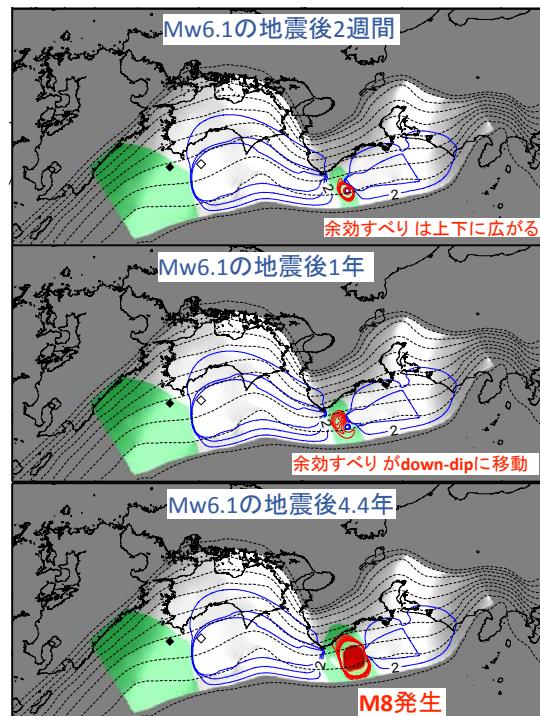 Mw6.1の地震後2週間
2
2
余効すべり は上下に広がる
Mw6.1の地震後1年
2
2
余効すべり がdown-dipに移動
Mw6.1の地震後4.4年
2
2
M8発生